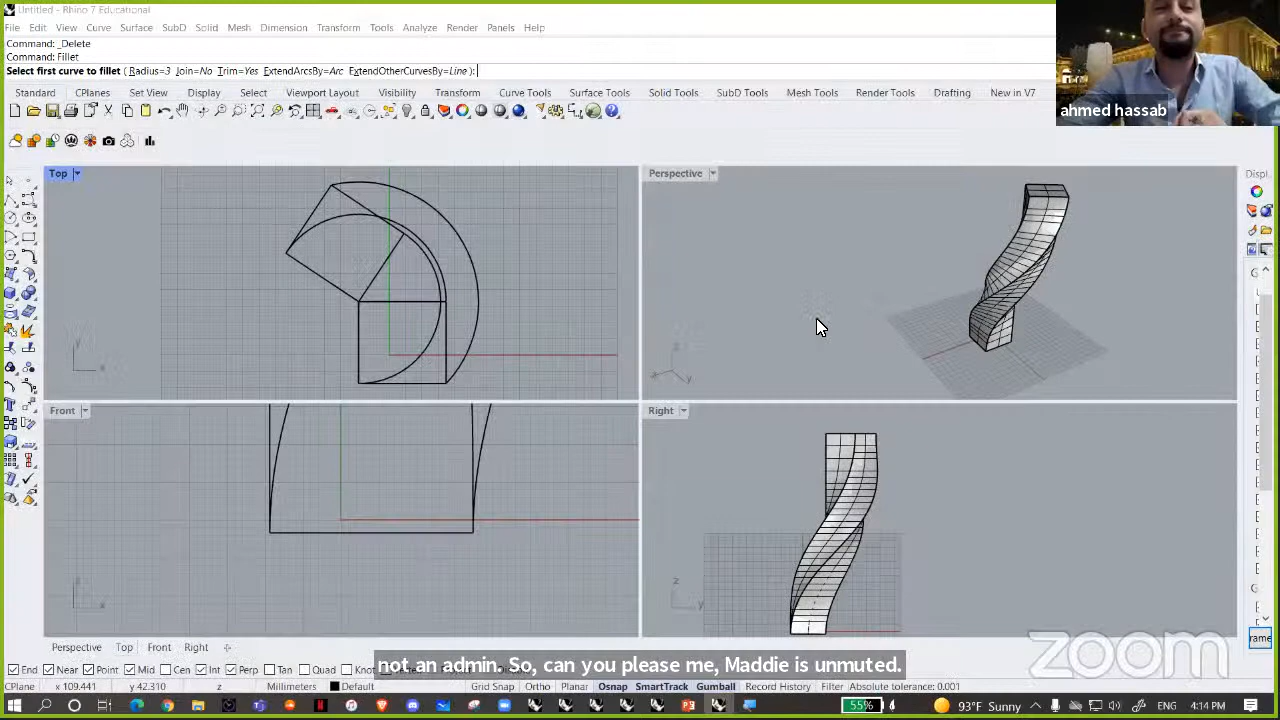 Untitled - Rhino 7 Educational
File Edit View Curve Surface SubD Solid Mesh Dimension Transform Tools Analyze Render Panels Help
Command: _Delete
Command: Fillet
Select first curve to fillet ( Radius=3 Join=No Trim=Yes ExtendArcsBy=Arc ExtendOtherCurvesBy=Line ):
ahmed hassab
Standard CPlanes Set View Display Select Viewport Layout Visibility Transform Curve Tools Surface Tools Solid Tools SubD Tools Mesh Tools Render Tools Drafting New in V7
Top
Perspective
Displ..
y
x
z
y
Front
Right
z
x
z
y
Perspective Top Front Right
not an admin. So, can you please me, Maddie is unmuted.
zoom
End Near Point Mid Cen Int Perp Tan Quad Knot
CPlane x 109.441 y 42.310 z Millimeters Default Grid Snap Ortho Planar Osnap SmartTrack Gumball Record History Filter Absolute tolerance: 0.001
55% 93°F Sunny ENG 4:14 PM